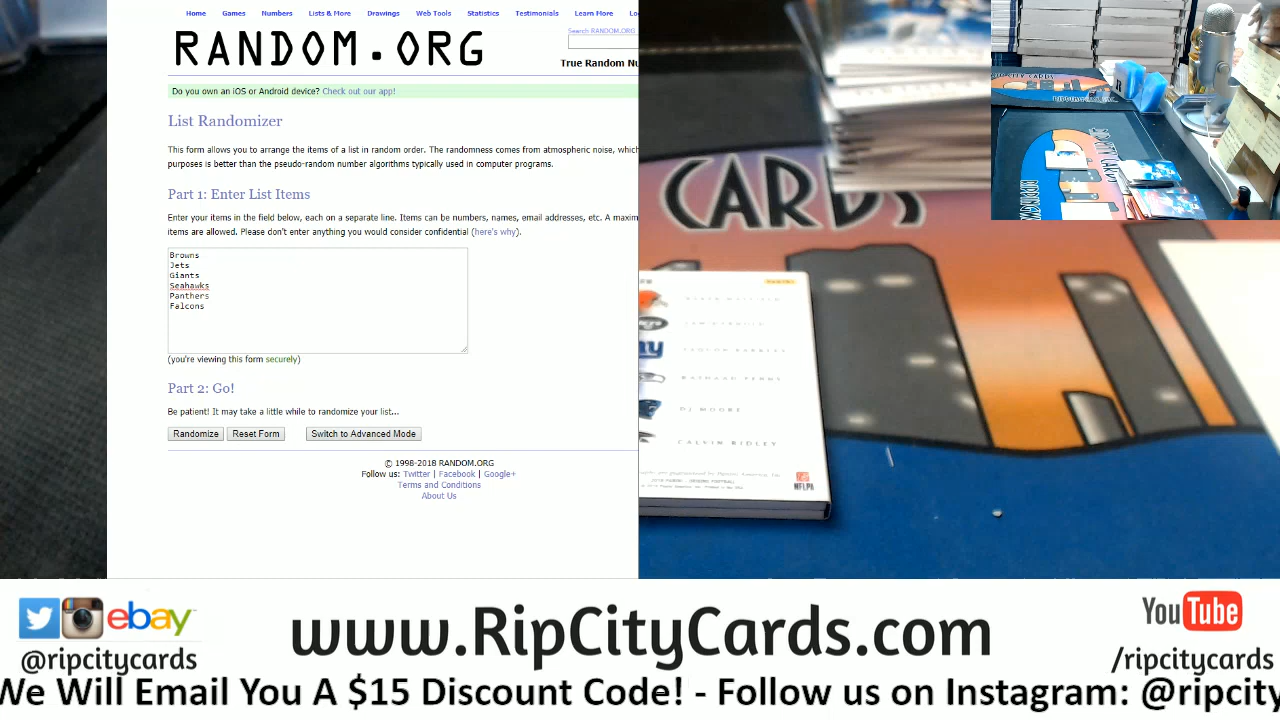 Home Games Numbers Lists & More Drawings Web Tools Statistics Testimonials Learn More Lo
RANDOM.ORG
Search RANDOM.ORG
True Random Nu
Do you own an iOS or Android device? Check out our app!
List Randomizer
This form allows you to arrange the items of a list in random order. The randomness comes from atmospheric noise, which
purposes is better than the pseudo-random number algorithms typically used in computer programs.
Part 1: Enter List Items
Enter your items in the field below, each on a separate line. Items can be numbers, names, email addresses, etc. A maxim
items are allowed. Please don't enter anything you would consider confidential (here's why).
Browns
Jets
Giants
Seahawks
Panthers
Falcons
(you're viewing this form securely)
Part 2: Go!
Be patient! It may take a little while to randomize your list...
Randomize Reset Form Switch to Advanced Mode
© 1998-2018 RANDOM.ORG
Follow us: Twitter | Facebook | Google+
Terms and Conditions
About Us
CARDS
RASHAAD PENNY
DJ MOORE
CALVIN RIDLEY
NFLPA
CITY CARDS
ebay
@ripcitycards
www.RipCityCards.com
YouTube
/ripcitycards
We Will Email You A $15 Discount Code! - Follow us on Instagram: @ripcity